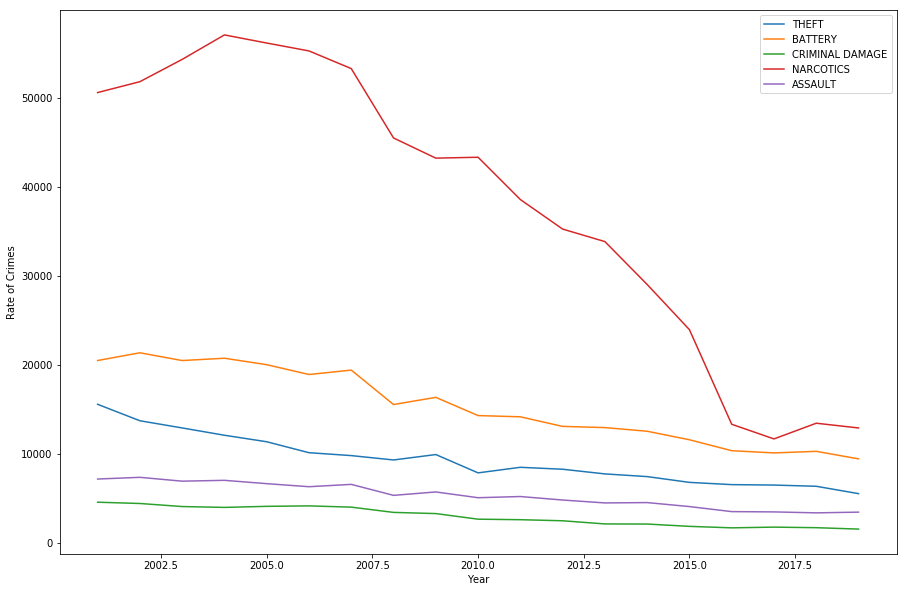 THEFT
BATTERY
CRIMINAL DAMAGE
NARCOTICS
ASSAULT
50000
40000
30000
20000
10000
0
Rate of Crimes
2002.5 2005.0 2007.5 2010.0 2012.5 2015.0 2017.5
Year